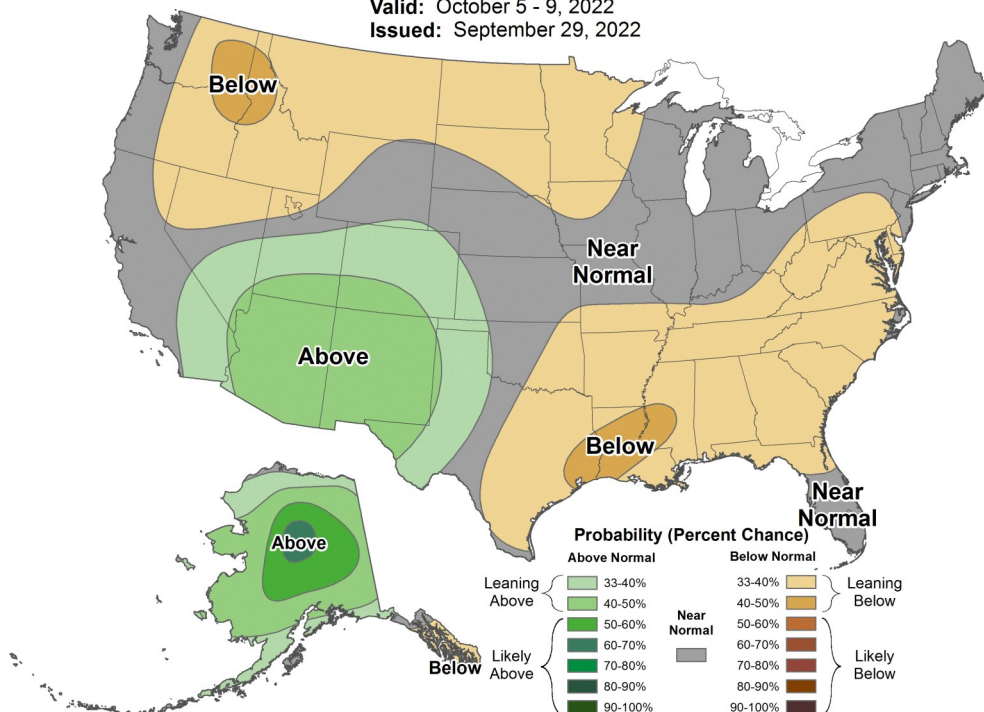 Valid: October 5 - 9, 2022
Issued: September 29, 2022
Below
Near
Normal
Above
Below
Near
Normal
Above
Below
Probability (Percent Chance)
Above Normal
Below Normal
Leaning
Above
33-40%
40-50%
Likely
Above
50-60%
60-70%
70-80%
80-90%
90-100%
Near
Normal
33-40%
40-50%
Leaning
Below
50-60%
60-70%
70-80%
80-90%
90-100%
Likely
Below